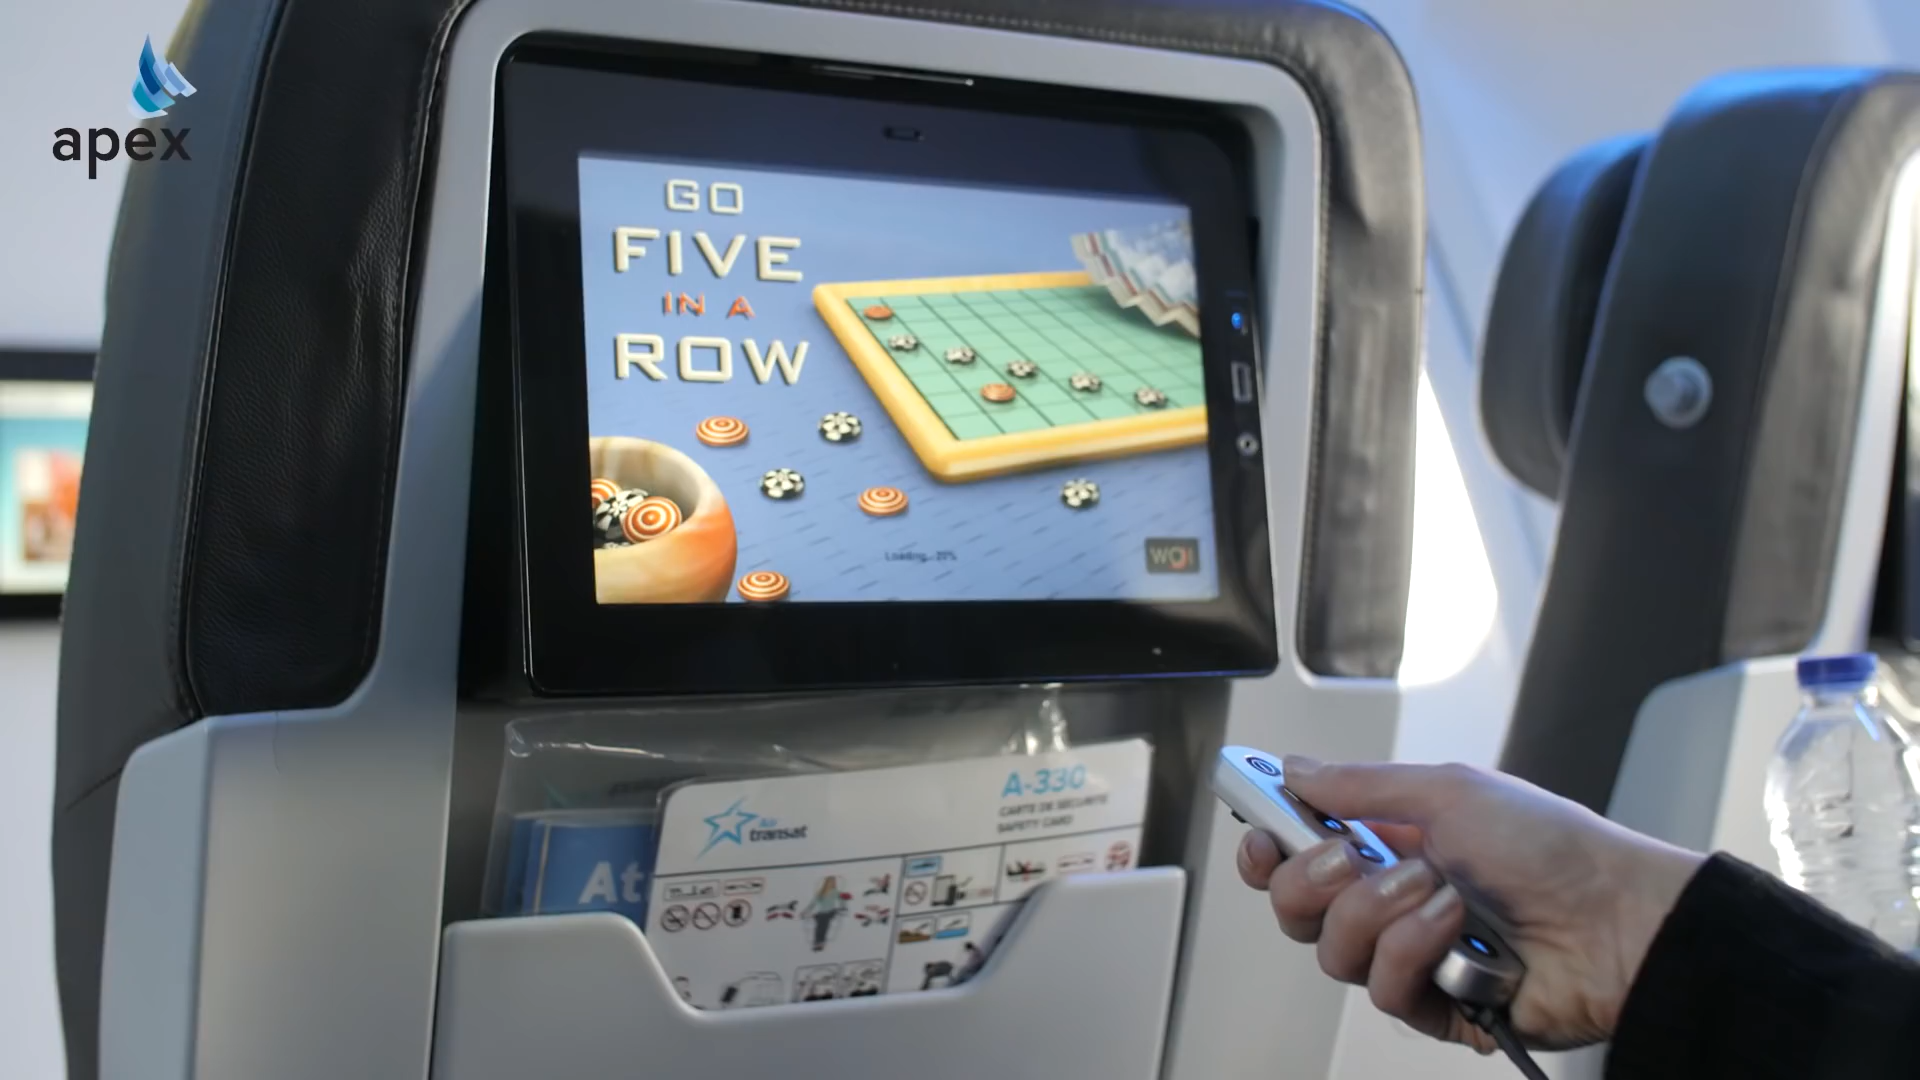 apex
GO
FIVE
IN A
ROW
Loading.. 20%
WGI
A-330
CARTE DE SÉCURITÉ
SAFETY CARD
Air
transat
At